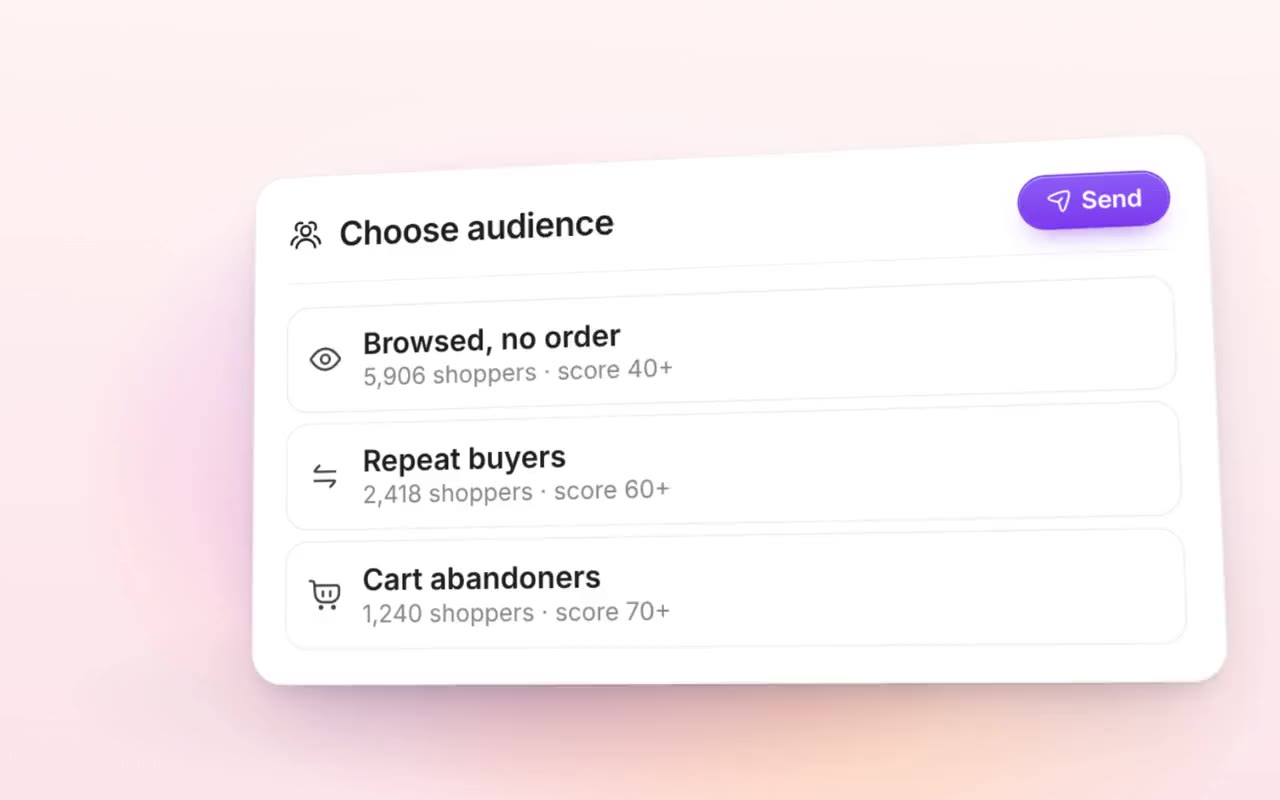 Choose audience
Send
Browsed, no order
5,906 shoppers · score 40+
Repeat buyers
2,418 shoppers · score 60+
Cart abandoners
1,240 shoppers · score 70+